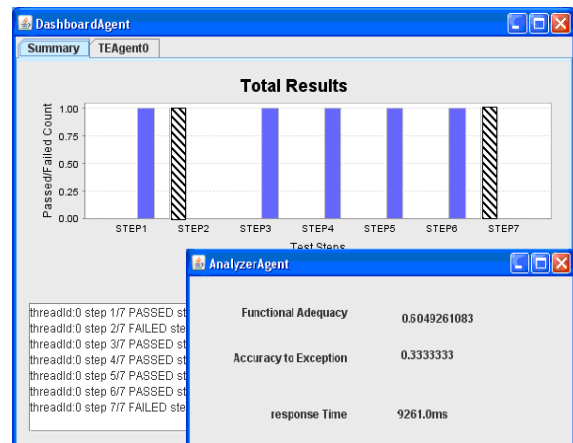 DashboardAgent
Summary TEAgent0
Total Results
Passed/Failed Count
1.00
0.75
0.50
0.25
0.00
STEP1 STEP2 STEP3 STEP4 STEP5 STEP6 STEP7
Test Steps
threadId:0 step 1/7 PASSED st
threadId:0 step 2/7 FAILED ste
threadId:0 step 3/7 PASSED st
threadId:0 step 4/7 PASSED st
threadId:0 step 5/7 PASSED st
threadId:0 step 6/7 PASSED st
threadId:0 step 7/7 FAILED ste
AnalyzerAgent
Functional Adequacy 0.6049261083
Accuracy to Exception 0.3333333
response Time 9261.0ms